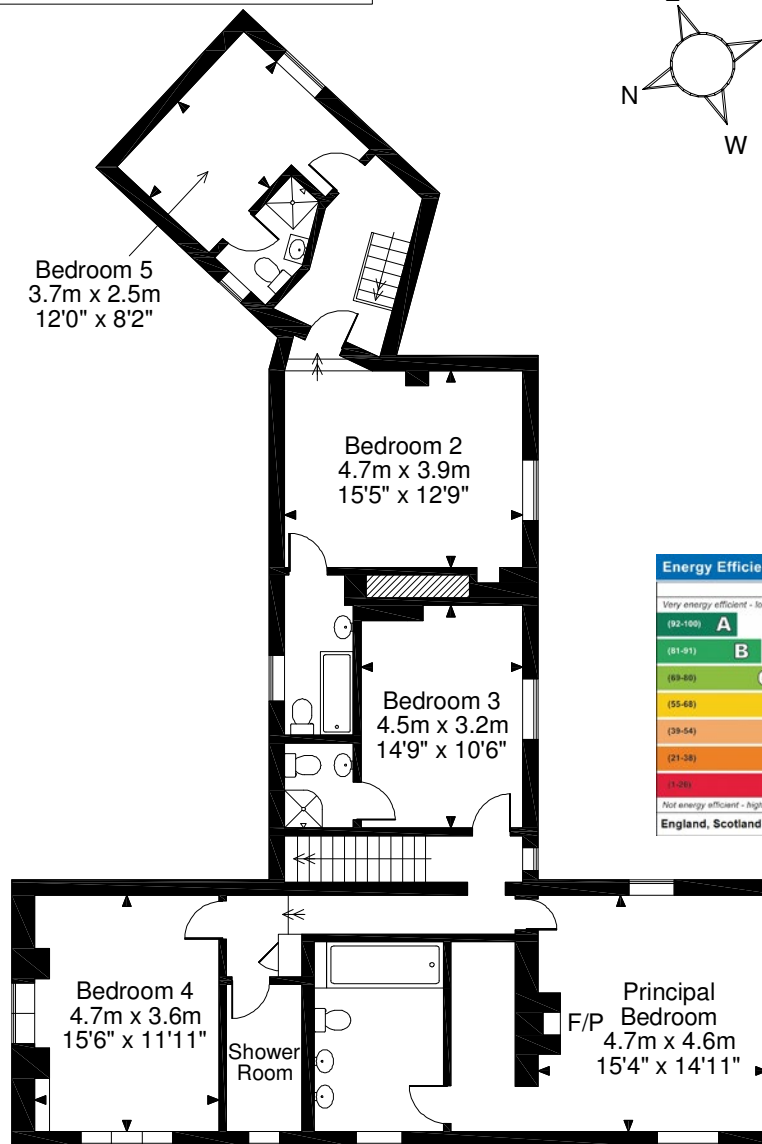 N
W
Bedroom 5
3.7m x 2.5m
12'0" x 8'2"
Bedroom 2
4.7m x 3.9m
15'5" x 12'9"
Energy Efficie
Very energy efficient - lo
(92-100) A
(81-91) B
(69-80)
(55-68)
(39-54)
(21-38)
(1-20)
Not energy efficient - high
England, Scotland
Bedroom 3
4.5m x 3.2m
14'9" x 10'6"
Bedroom 4
4.7m x 3.6m
15'6" x 11'11"
Shower
Room
F/P
Principal
Bedroom
4.7m x 4.6m
15'4" x 14'11"